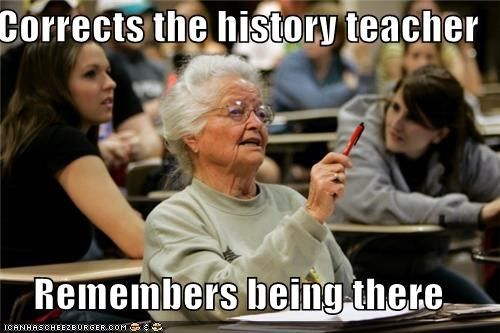 Corrects the history teacher
Remembers being there
ICANHASCHEEZBURGER.COM